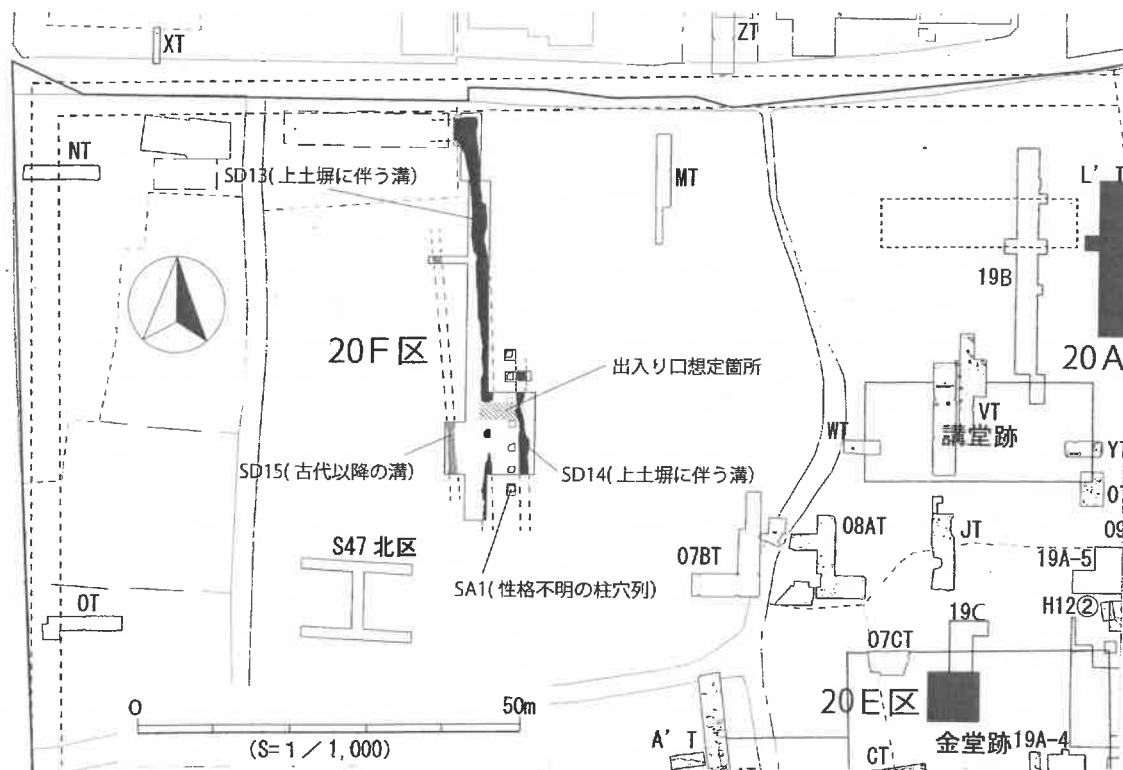 XT
ZT
NT
SD13(上土塀に伴う溝)
MT
L' T
19B
20F区
出入り口想定箇所
20A
VT
講堂跡
WT
YT
SD15(古代以降の溝)
SD14(上土塀に伴う溝)
S47 北区
SA1(性格不明の柱穴列)
07BT
08AT
JT
09
19A-5
OT
19C
H12②
07CT
0
50m
(S=1/1,000)
20E区
A' T
金堂跡
19A-4
CT